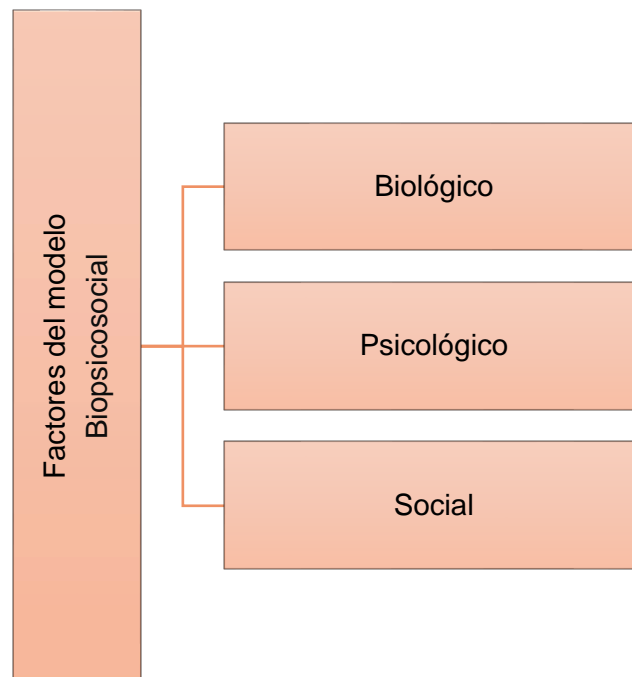 Factores del modelo
Biopsicosocial
Biológico
Psicológico
Social